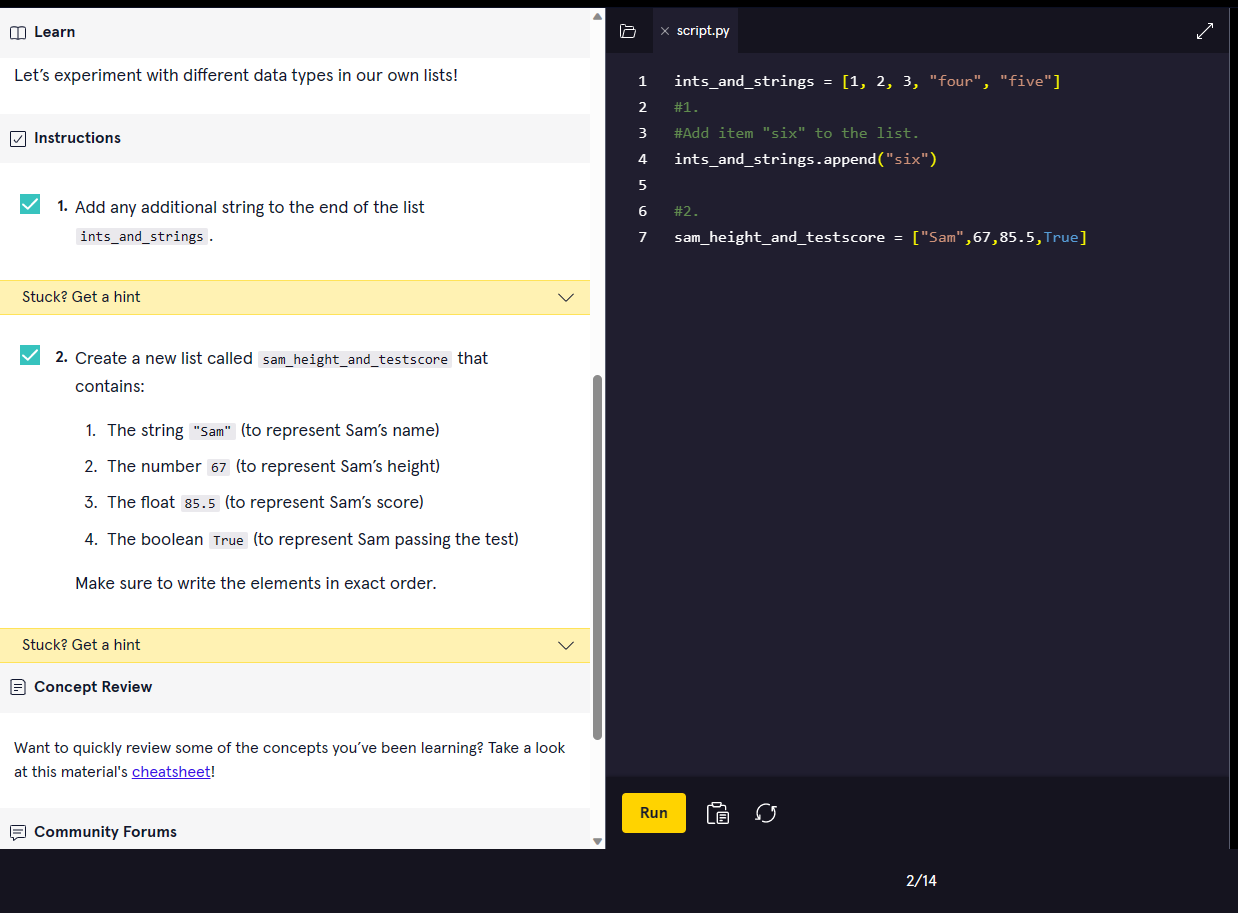 Learn
Let’s experiment with different data types in our own lists!
Instructions
1. Add any additional string to the end of the list
ints_and_strings .
Stuck? Get a hint
2. Create a new list called sam_height_and_testscore that
contains:
1. The string "Sam" (to represent Sam’s name)
2. The number 67 (to represent Sam’s height)
3. The float 85.5 (to represent Sam’s score)
4. The boolean True (to represent Sam passing the test)
Make sure to write the elements in exact order.
Stuck? Get a hint
Concept Review
Want to quickly review some of the concepts you’ve been learning? Take a look
at this material's cheatsheet!
Community Forums
script.py
1 ints_and_strings = [1, 2, 3, "four", "five"]
2 #1.
3 #Add item "six" to the list.
4 ints_and_strings.append("six")
5
6 #2.
7 sam_height_and_testscore = ["Sam",67,85.5,True]
Run
2/14